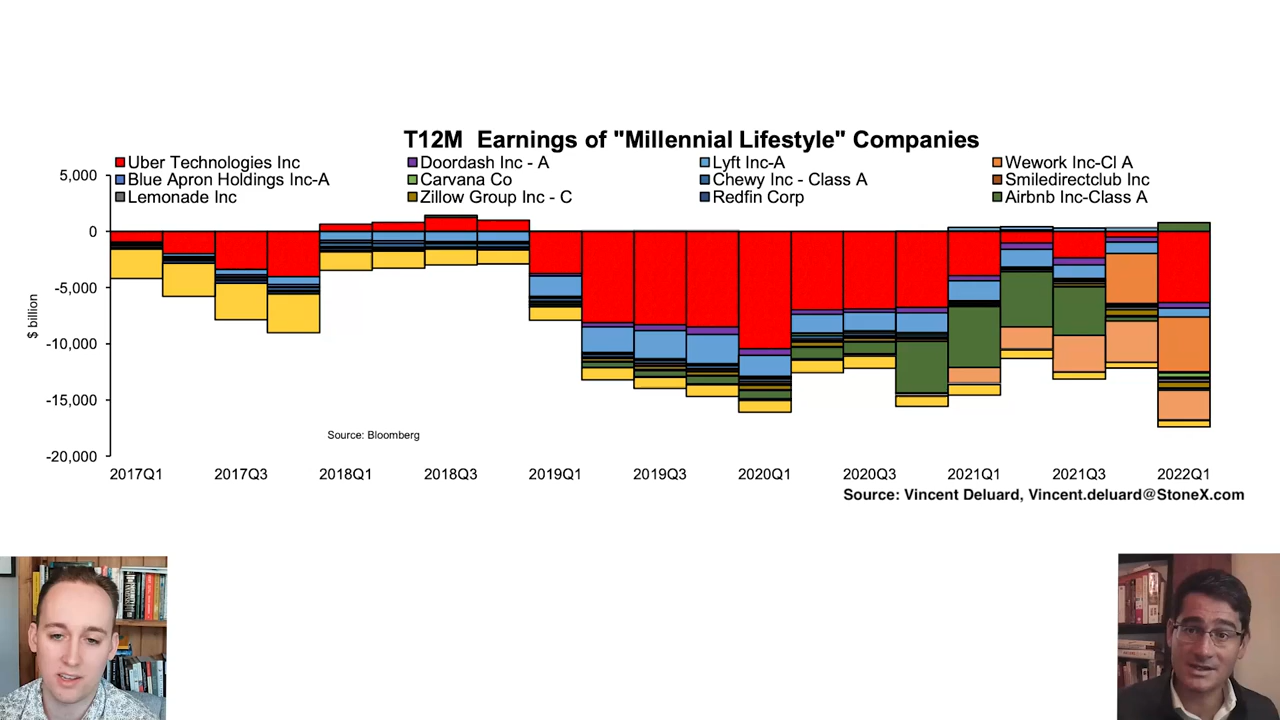 T12M Earnings of "Millennial Lifestyle" Companies
Uber Technologies Inc Doordash Inc - A Lyft Inc-A Wework Inc-Cl A
Blue Apron Holdings Inc-A Carvana Co Chewy Inc - Class A Smiledirectclub Inc
Lemonade Inc Zillow Group Inc - C Redfin Corp Airbnb Inc-Class A
5,000
0
-5,000
-10,000
-15,000
-20,000
$ billion
Source: Bloomberg
2017Q1 2017Q3 2018Q1 2018Q3 2019Q1 2019Q3 2020Q1 2020Q3 2021Q1 2021Q3 2022Q1
Source: Vincent Deluard, Vincent.deluard@StoneX.com